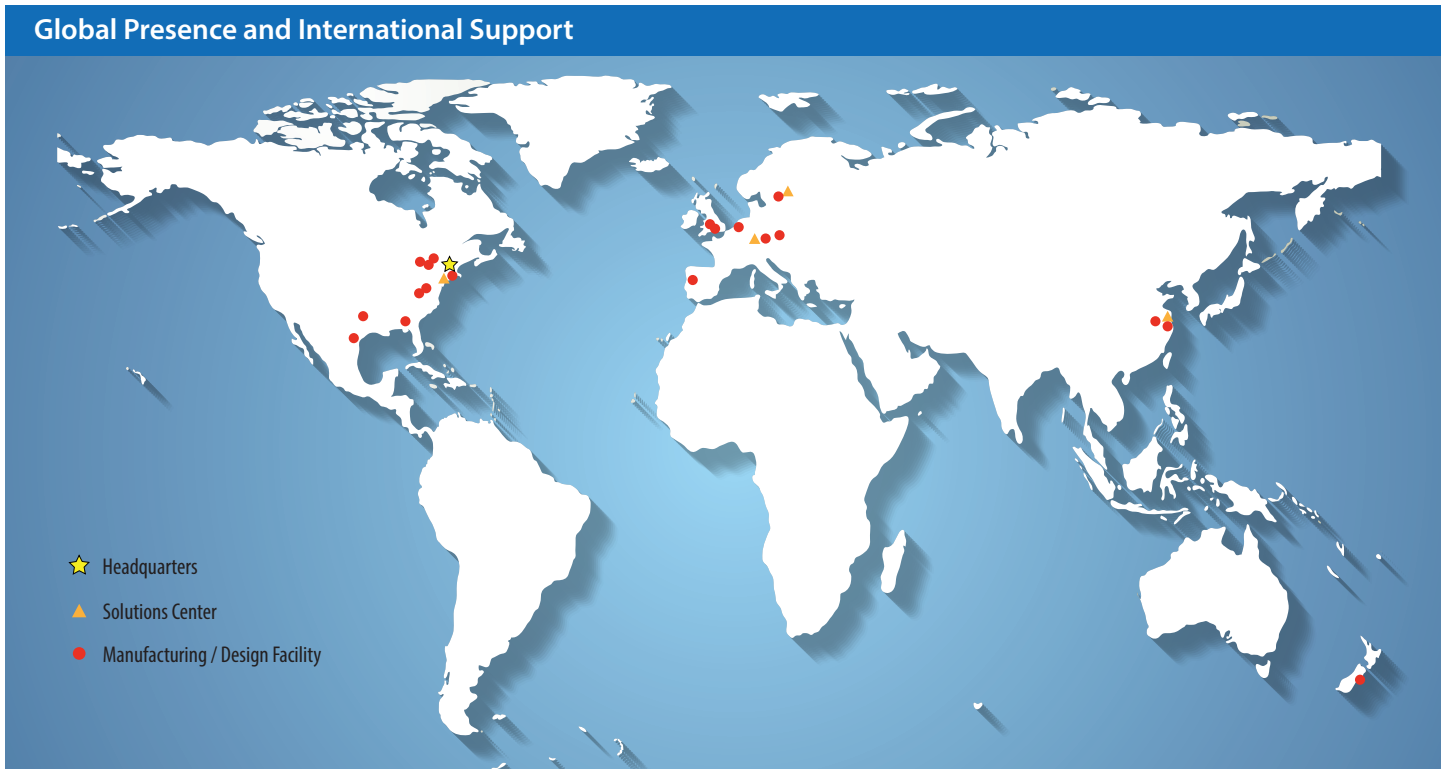 Global Presence and International Support
Headquarters
Solutions Center
Manufacturing / Design Facility